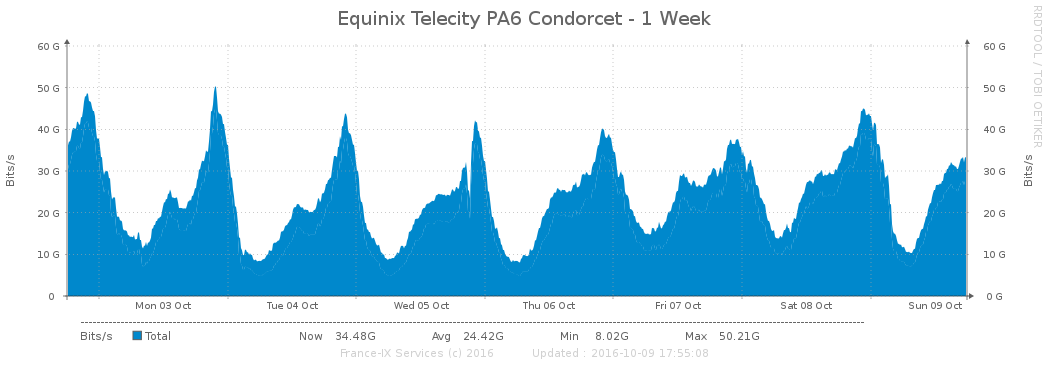 Equinix Telecity PA6 Condorcet - 1 Week
RRDTOOL / TOBI OETIKER
Bits/s
60 G
50 G
40 G
30 G
20 G
10 G
0
60 G
50 G
40 G
30 G
20 G
10 G
0 G
Bits/s
Mon 03 Oct Tue 04 Oct Wed 05 Oct Thu 06 Oct Fri 07 Oct Sat 08 Oct Sun 09 Oct
Bits/s Total Now 34.48G Avg 24.42G Min 8.02G Max 50.21G
France-IX Services (c) 2016 Updated : 2016-10-09 17:55:08